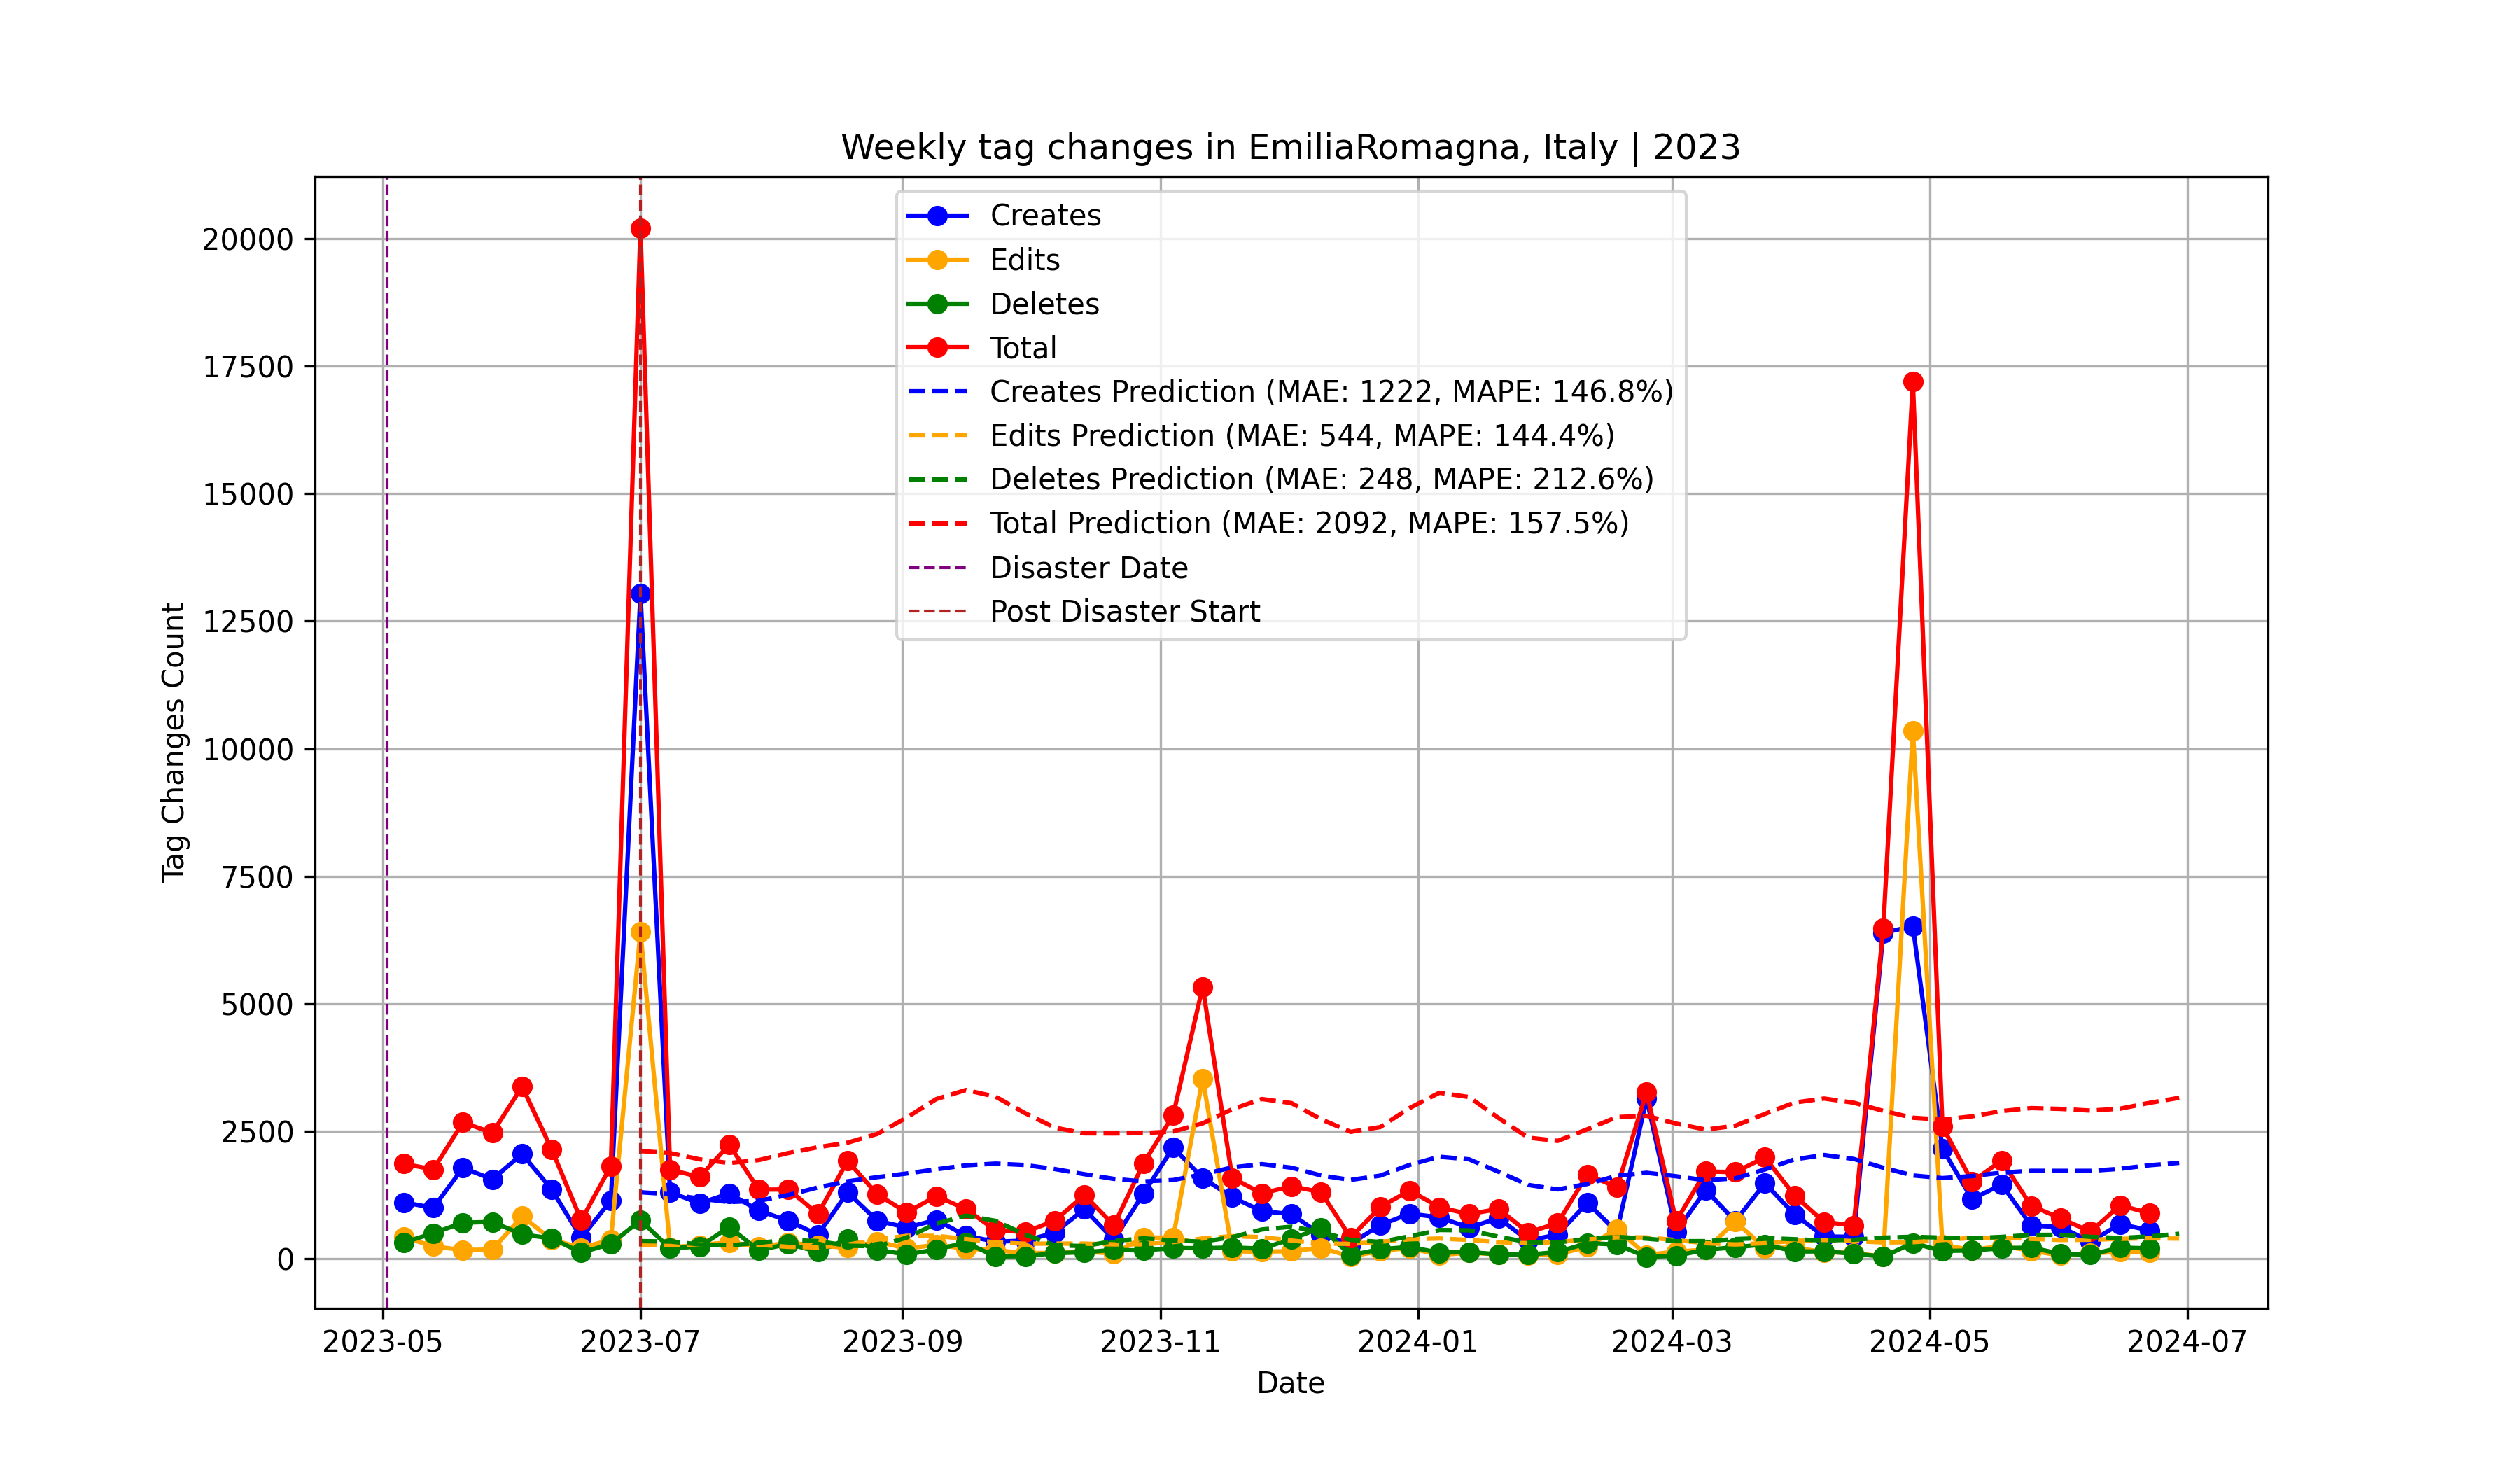 Weekly tag changes in EmiliaRomagna, Italy | 2023
Creates
Edits
Deletes
Total
Creates Prediction (MAE: 1222, MAPE: 146.8%)
Edits Prediction (MAE: 544, MAPE: 144.4%)
Deletes Prediction (MAE: 248, MAPE: 212.6%)
Total Prediction (MAE: 2092, MAPE: 157.5%)
Disaster Date
Post Disaster Start
Tag Changes Count
20000
17500
15000
12500
10000
7500
5000
2500
0
2023-05 2023-07 2023-09 2023-11 2024-01 2024-03 2024-05 2024-07
Date